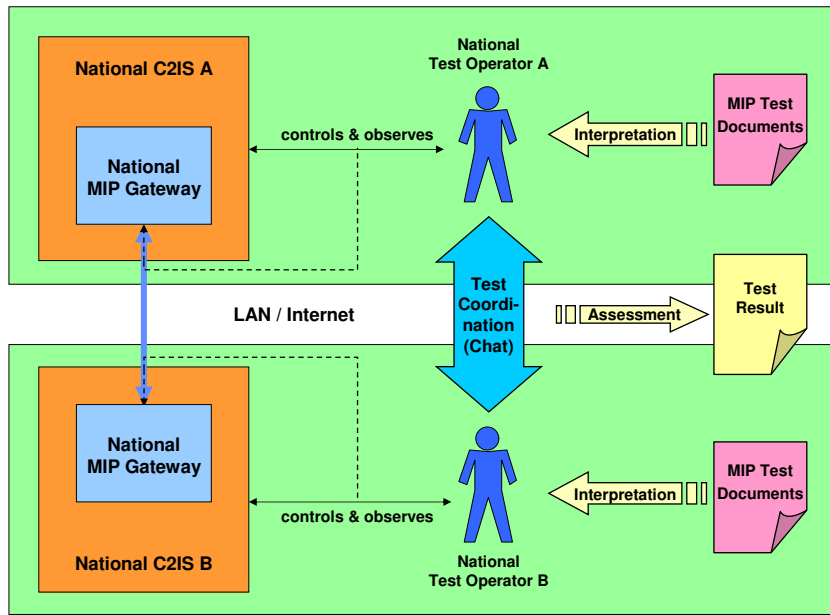 National C2IS A
National
MIP Gateway
controls & observes
National
Test Operator A
Interpretation
MIP Test
Documents
LAN / Internet
Test
Coordi-
nation
(Chat)
Assessment
Test
Result
National
MIP Gateway
National C2IS B
controls & observes
National
Test Operator B
Interpretation
MIP Test
Documents